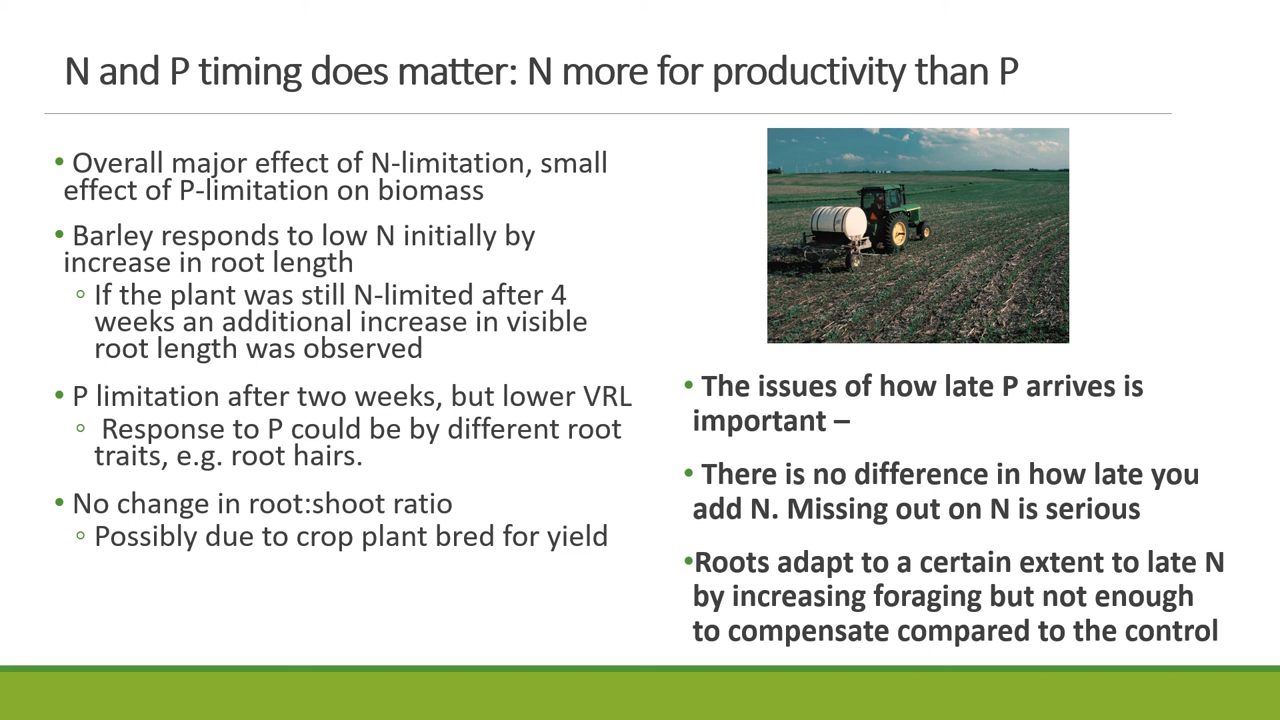 N and P timing does matter: N more for productivity than P
• Overall major effect of N-limitation, small
effect of P-limitation on biomass
• Barley responds to low N initially by
increase in root length
◦ If the plant was still N-limited after 4
weeks an additional increase in visible
root length was observed
• P limitation after two weeks, but lower VRL
◦ Response to P could be by different root
traits, e.g. root hairs.
• No change in root:shoot ratio
◦ Possibly due to crop plant bred for yield
• The issues of how late P arrives is
important –
• There is no difference in how late you
add N. Missing out on N is serious
•Roots adapt to a certain extent to late N
by increasing foraging but not enough
to compensate compared to the control